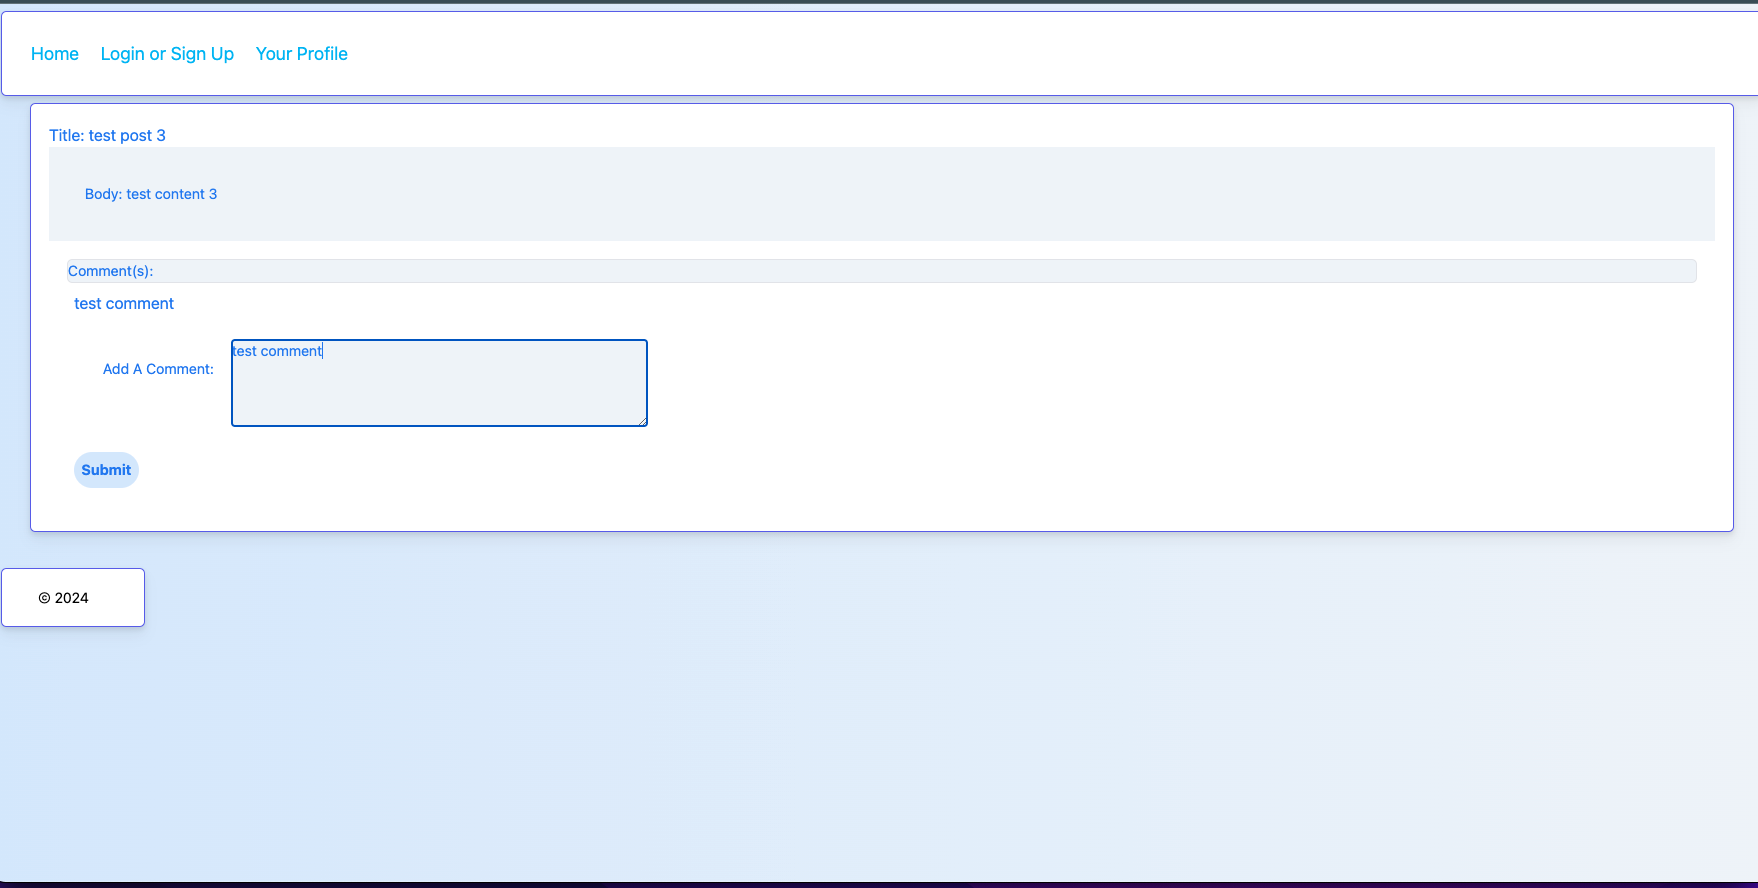 Home Login or Sign Up Your Profile
Title: test post 3
Body: test content 3
Comment(s):
test comment
Add A Comment: test comment
Submit
© 2024